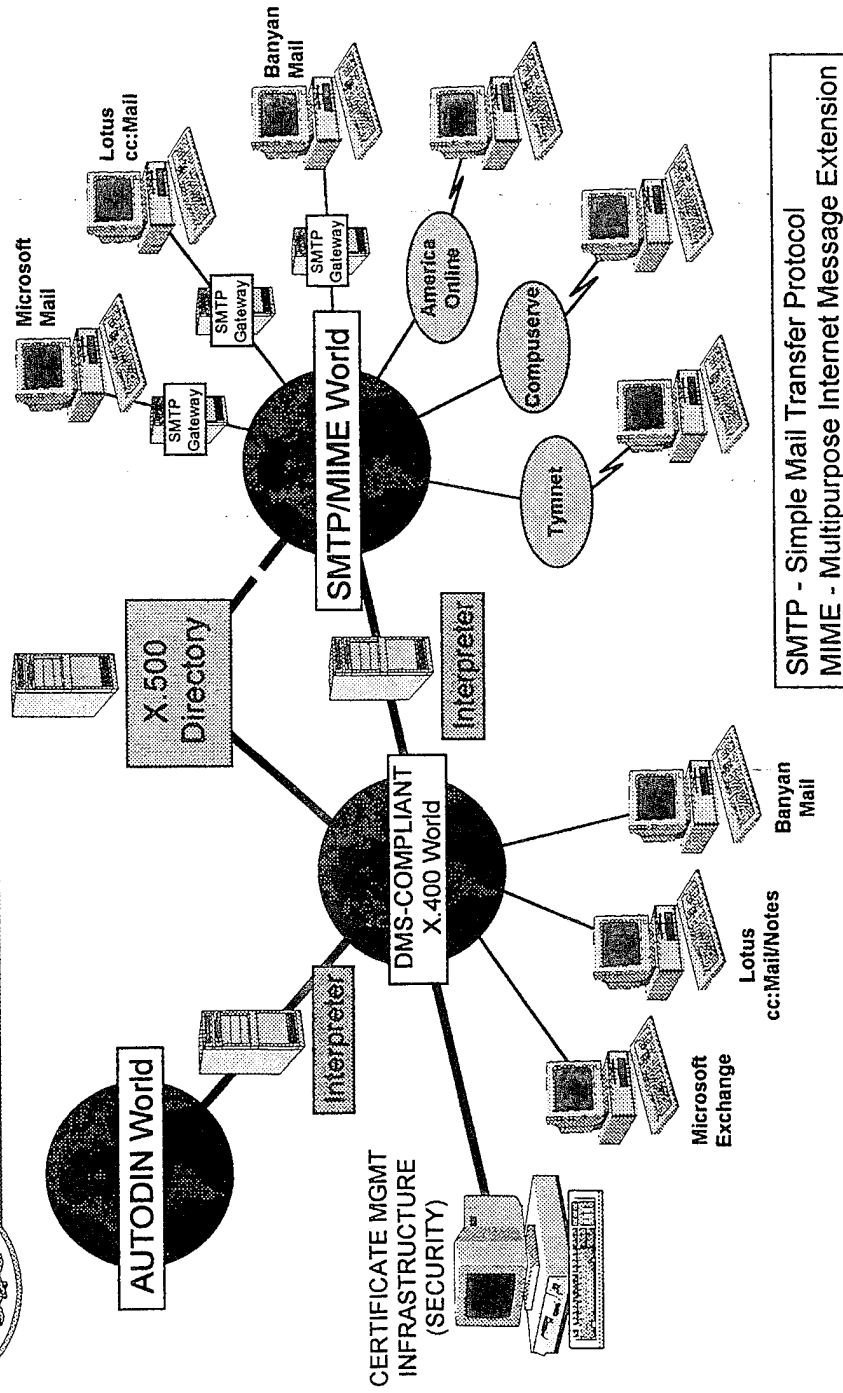 AUTODIN World
Interpreter
CERTIFICATE MGMT
INFRASTRUCTURE
(SECURITY)
DMS-COMPLIANT
X.400 World
Microsoft
Exchange
Lotus
cc:Mail/Notes
Banyan
Mail
X.500
Directory
Interpreter
SMTP/MIME World
SMTP
Gateway
Microsoft
Mail
SMTP
Gateway
Lotus
cc:Mail
SMTP
Gateway
Banyan
Mail
America
Online
Compuserve
Tymnet
SMTP - Simple Mail Transfer Protocol
MIME - Multipurpose Internet Message Extension